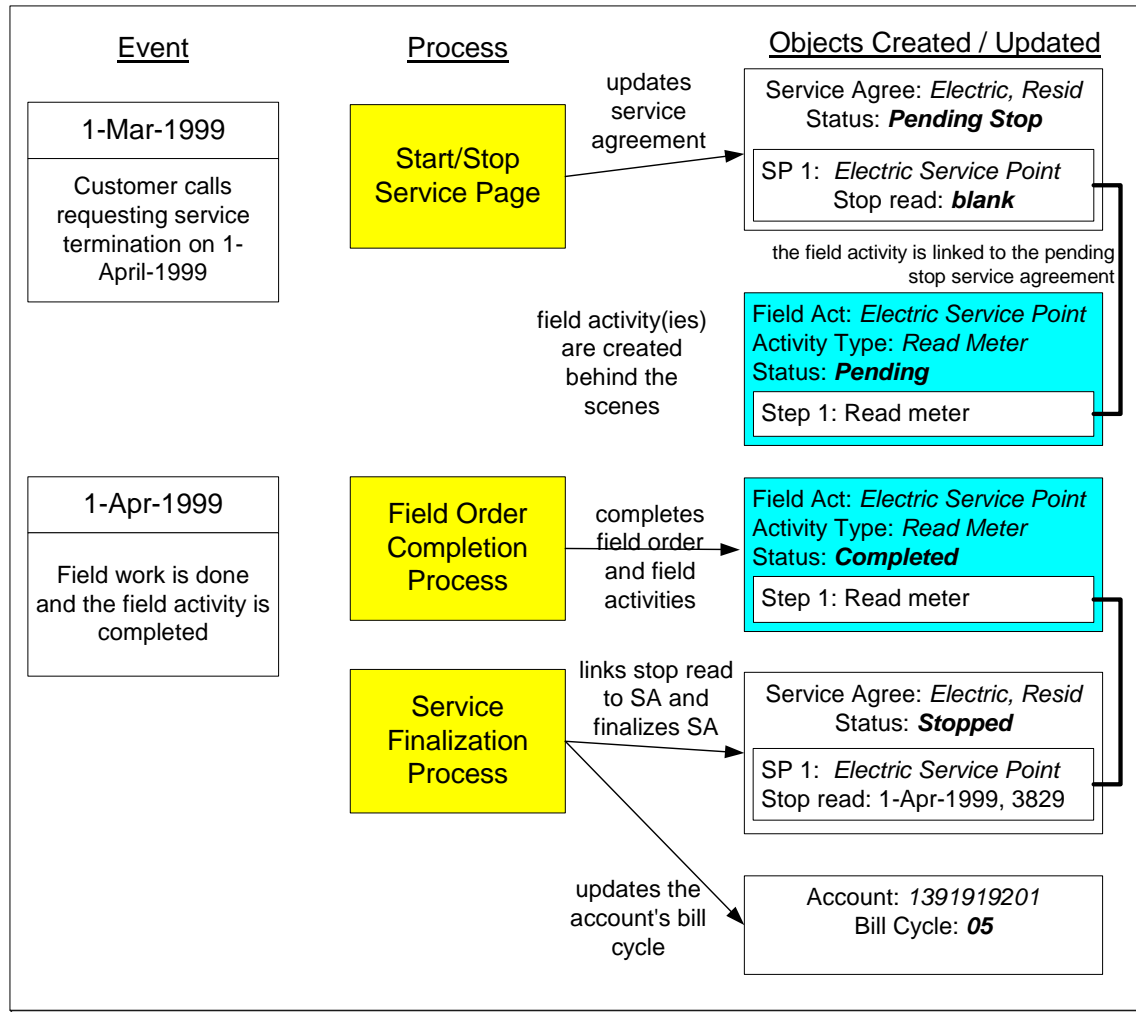 Event
Process
Objects Created / Updated
1-Mar-1999
Customer calls
requesting service
termination on 1-
April-1999
Start/Stop
Service Page
updates
service
agreement
Service Agree: Electric, Resid
Status: Pending Stop
SP 1: Electric Service Point
Stop read: blank
the field activity is linked to the pending
stop service agreement
field activity(ies)
are created
behind the
scenes
Field Act: Electric Service Point
Activity Type: Read Meter
Status: Pending
Step 1: Read meter
1-Apr-1999
Field work is done
and the field activity is
completed
Field Order
Completion
Process
completes
field order
and field
activities
Field Act: Electric Service Point
Activity Type: Read Meter
Status: Completed
Step 1: Read meter
Service
Finalization
Process
links stop read
to SA and
finalizes SA
Service Agree: Electric, Resid
Status: Stopped
SP 1: Electric Service Point
Stop read: 1-Apr-1999, 3829
updates the
account's bill
cycle
Account: 1391919201
Bill Cycle: 05